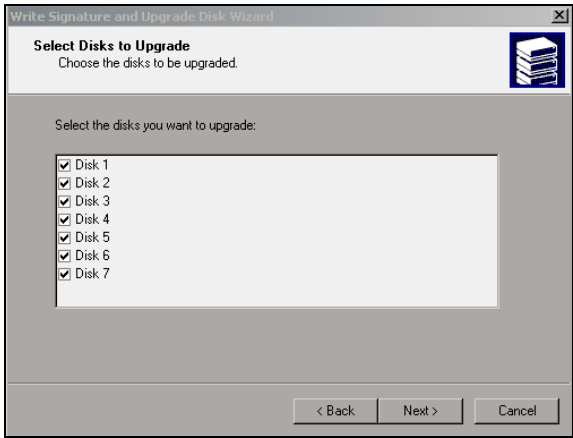 Write Signature and Upgrade Disk Wizard
Select Disks to Upgrade
Choose the disks to be upgraded.
Select the disks you want to upgrade:
Disk 1
Disk 2
Disk 3
Disk 4
Disk 5
Disk 6
Disk 7
< Back Next > Cancel